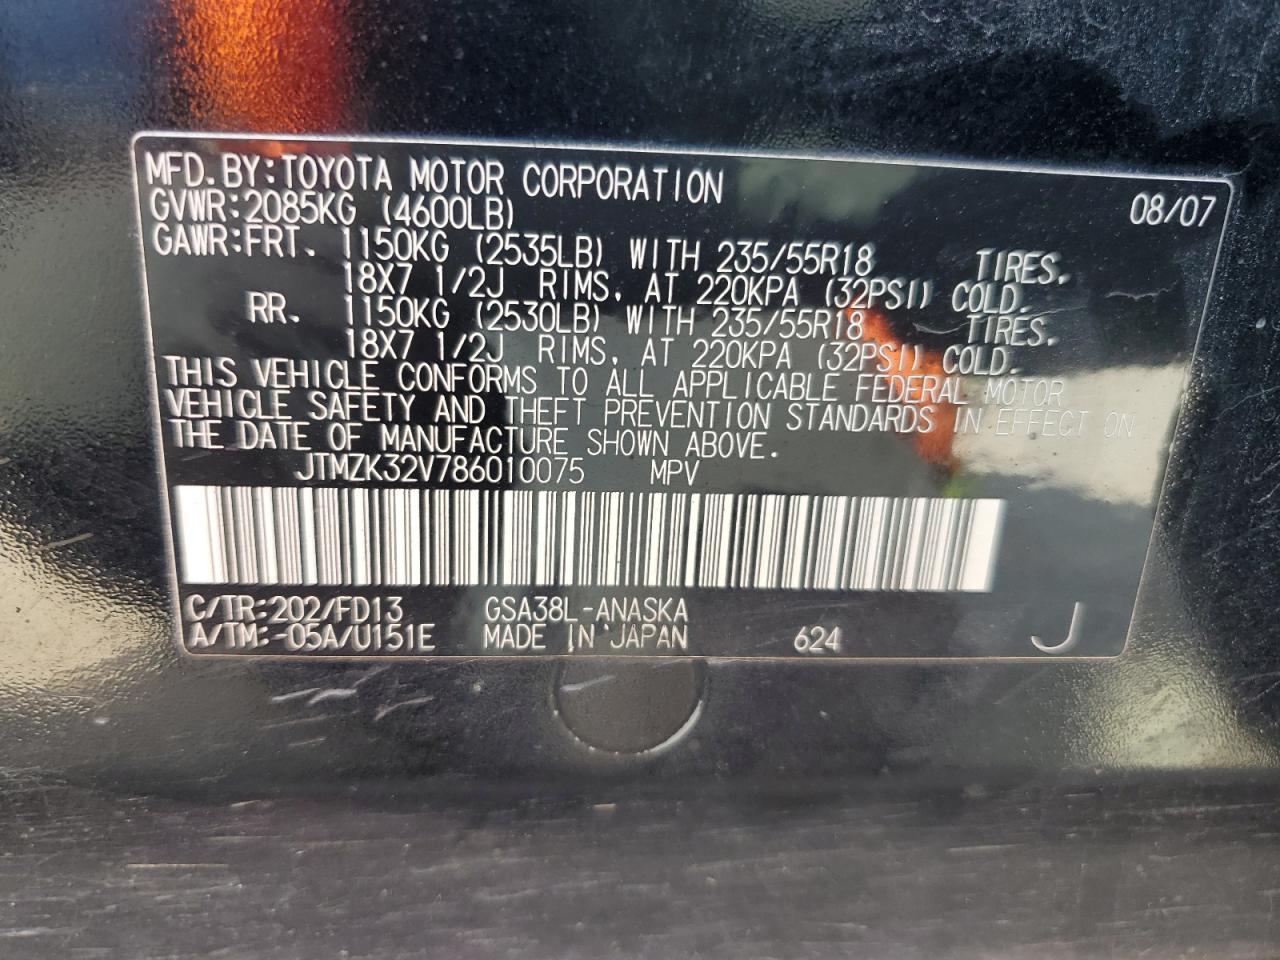 MFD.BY:TOYOTA MOTOR CORPORATION 08/07
GVWR:2085KG (4600LB)
GAWR:FRT. 1150KG (2535LB) WITH 235/55R18 TIRES,
18X7 1/2J RIMS, AT 220KPA (32PSI) COLD.
RR. 1150KG (2530LB) WITH 235/55R18 TIRES,
18X7 1/2J RIMS, AT 220KPA (32PSI) COLD.
THIS VEHICLE CONFORMS TO ALL APPLICABLE FEDERAL MOTOR
VEHICLE SAFETY AND THEFT PREVENTION STANDARDS IN EFFECT ON
THE DATE OF MANUFACTURE SHOWN ABOVE.
JTMZK32V786010075 MPV
C/TR:202/FD13 GSA38L-ANASKA
A/TM:-05A/U151E MADE IN JAPAN 624 J